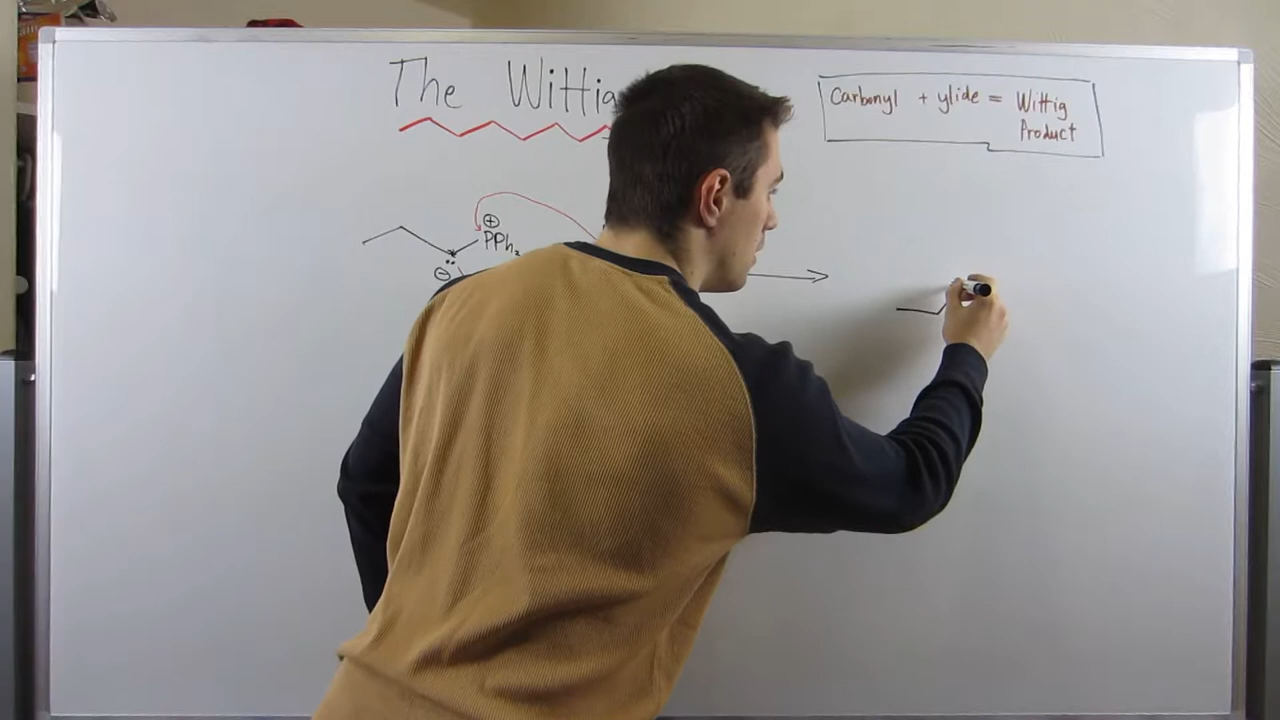 The Wittig
Carbonyl + ylide = Wittig
Product
⊕
PPh₃
⊖